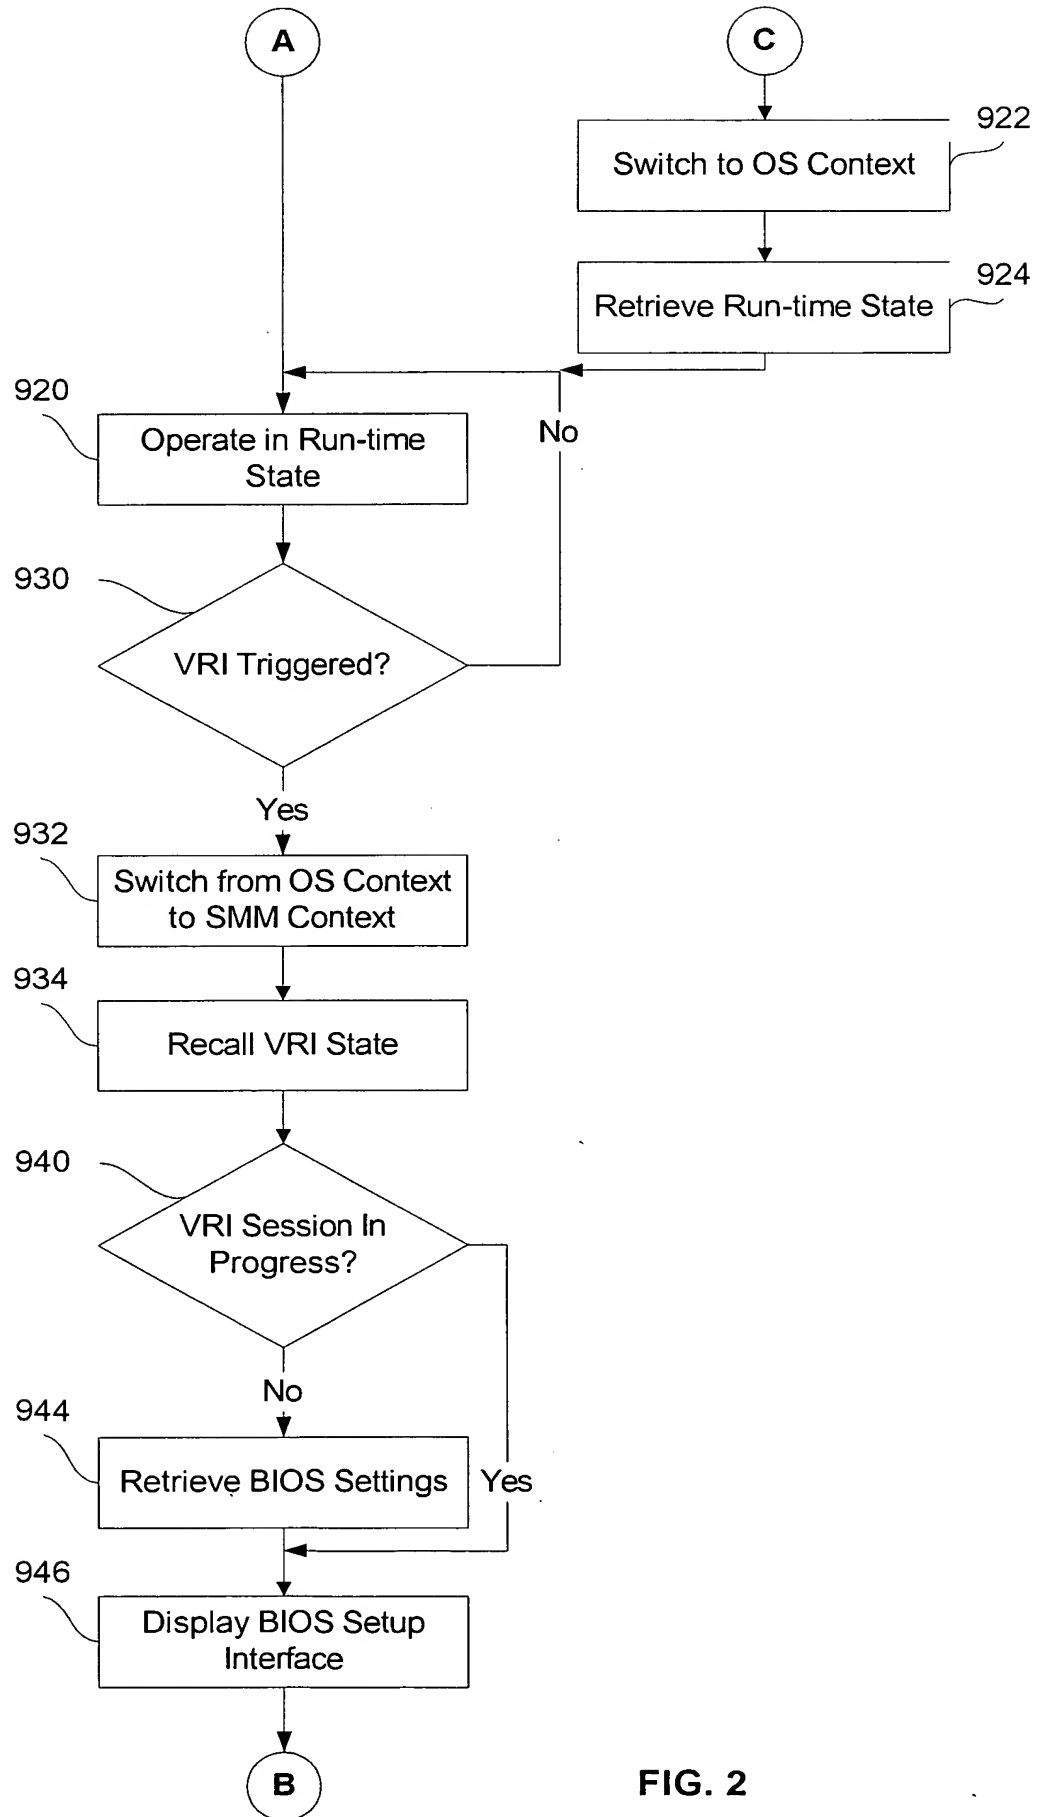 A
C
922
Switch to OS Context
924
Retrieve Run-time State
920
Operate in Run-time
State
No
930
VRI Triggered?
Yes
932
Switch from OS Context
to SMM Context
934
Recall VRI State
940
VRI Session In
Progress?
No
944
Retrieve BIOS Settings
Yes
946
Display BIOS Setup
Interface
B
FIG. 2